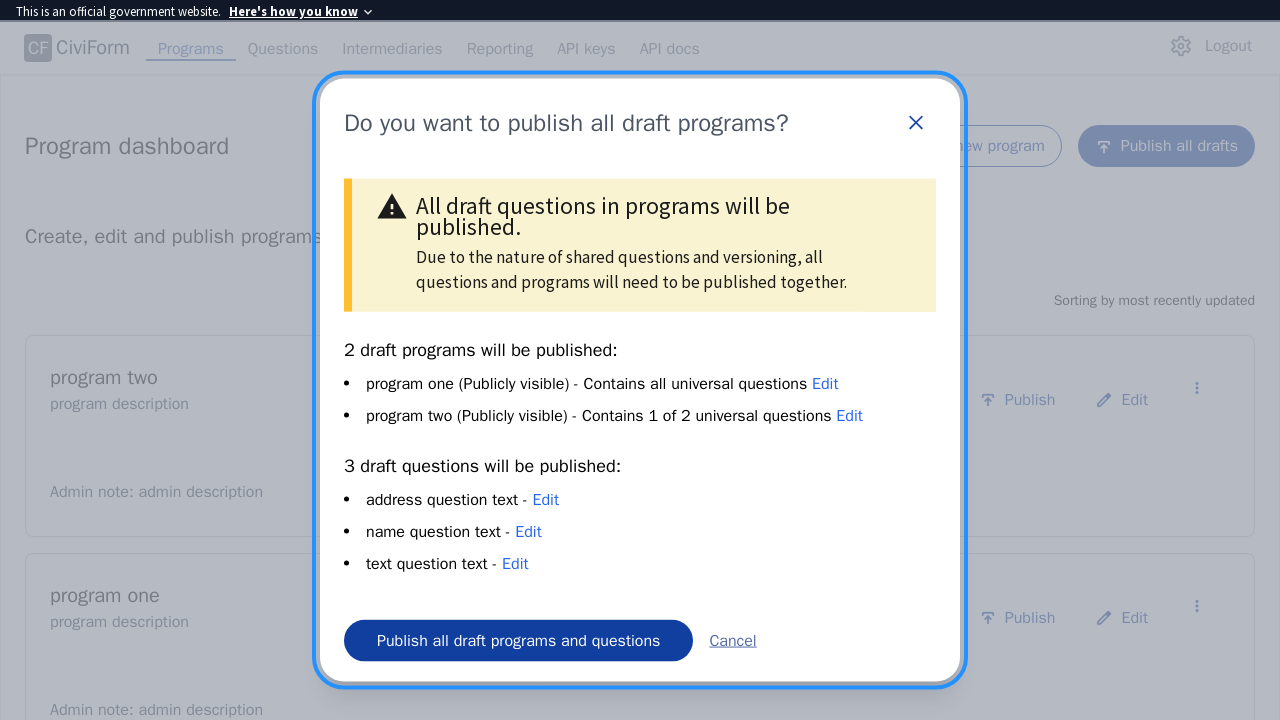 This is an official government website. Here's how you know
CF CiviForm Programs Questions Intermediaries Reporting API keys API docs Logout
Do you want to publish all draft programs?
Program dashboard
new program
Publish all drafts
All draft questions in programs will be
published.
Due to the nature of shared questions and versioning, all
questions and programs will need to be published together.
Create, edit and publish programs
Sorting by most recently updated
2 draft programs will be published:
program one (Publicly visible) - Contains all universal questions Edit
program two (Publicly visible) - Contains 1 of 2 universal questions Edit
3 draft questions will be published:
address question text - Edit
name question text - Edit
text question text - Edit
Publish all draft programs and questions Cancel
program two
program description
Publish Edit
Admin note: admin description
program one
program description
Publish Edit
Admin note: admin description